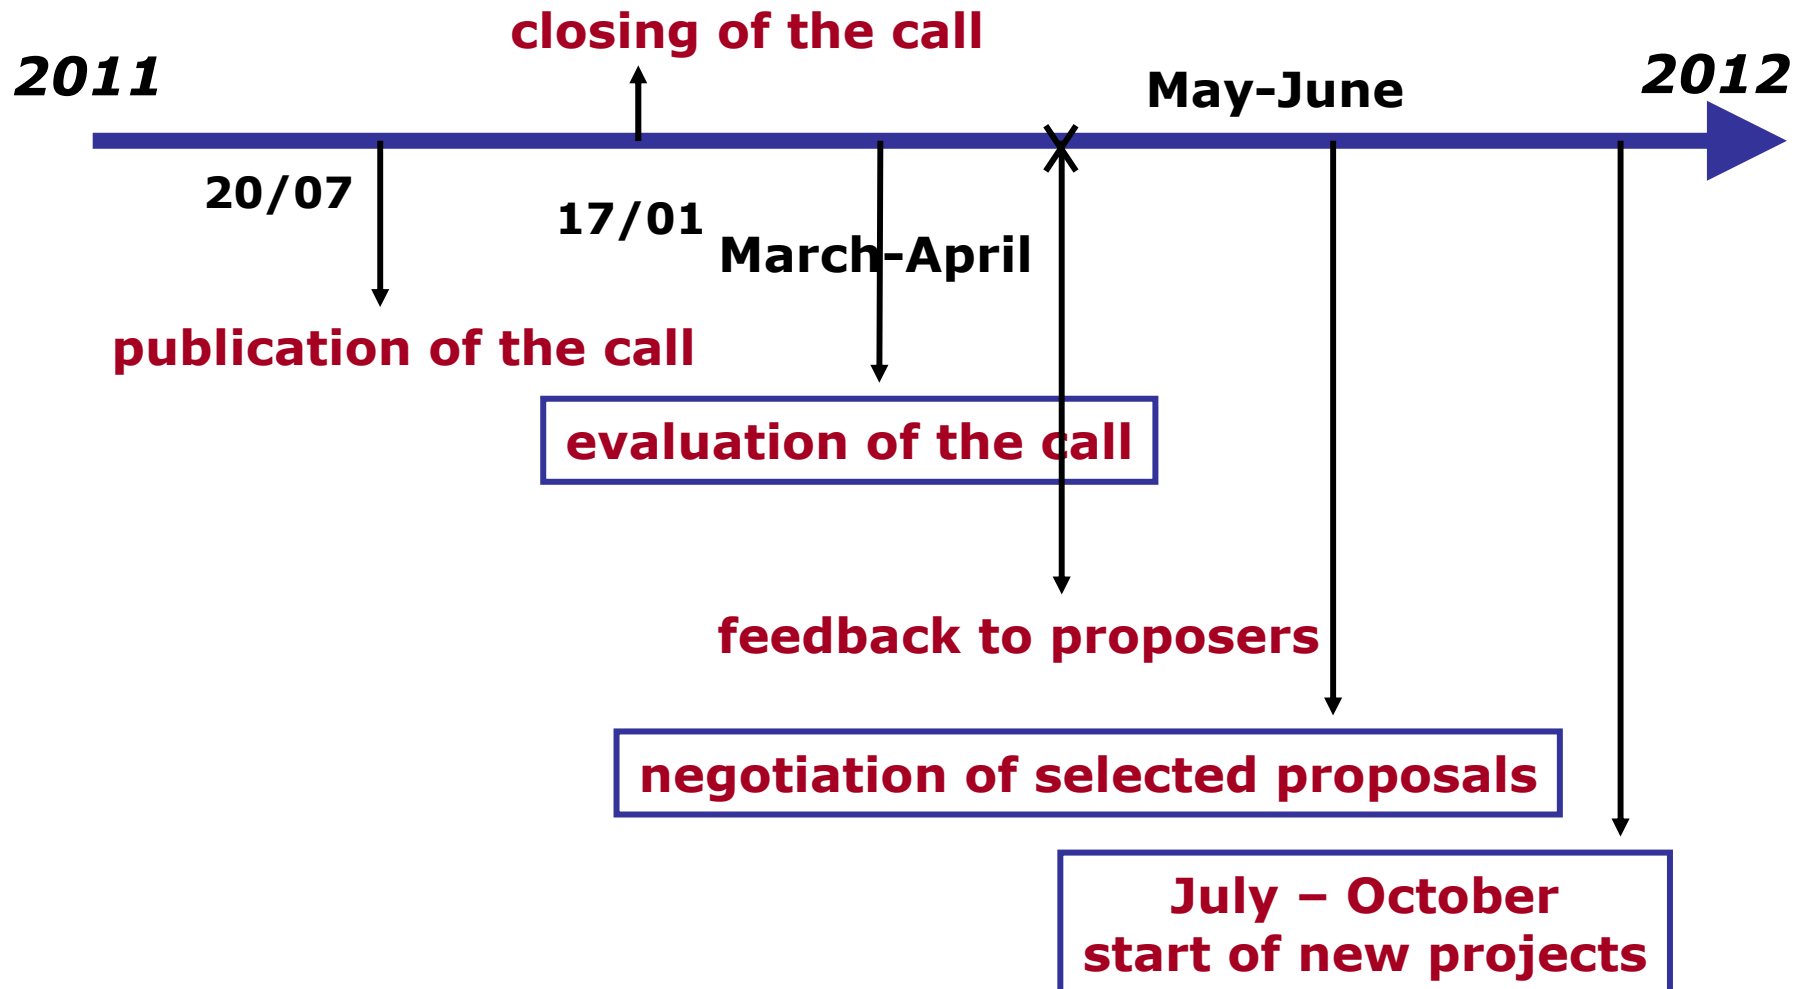 closing of the call
2011
2012
May-June
20/07
17/01
March-April
publication of the call
evaluation of the call
feedback to proposers
negotiation of selected proposals
July – October
start of new projects